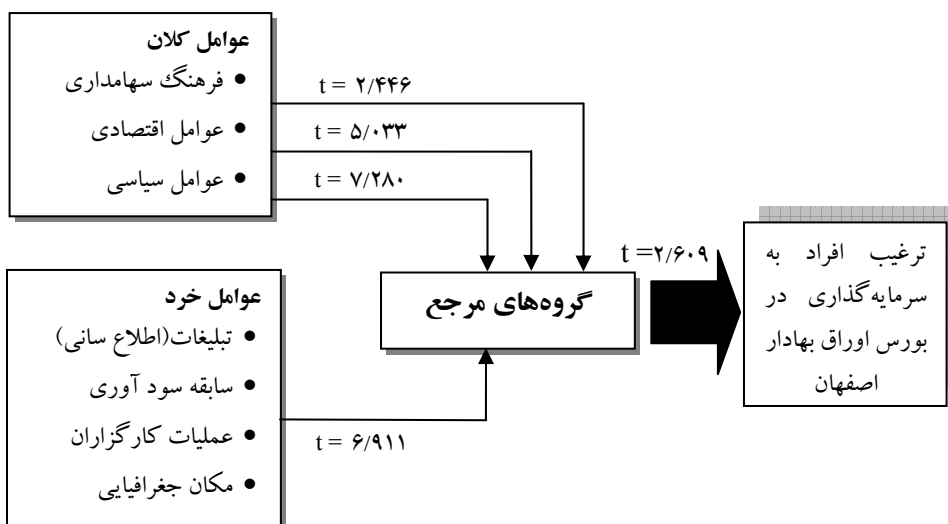 عوامل کلان
• فرهنگ سهامداری
• عوامل اقتصادی
• عوامل سیاسی
t = ۲/۴۴۶
t = ۵/۰۳۳
t = ۷/۲۸۰
عوامل خرد
• تبلیغات(اطلاع سانی)
• سابقه سود آوری
• عملیات کارگزاران
• مکان جغرافیایی
t = ۶/۹۱۱
گروه‌های مرجع
t =۲/۶۰۹
ترغیب افراد به
سرمایه‌گذاری در
بورس اوراق بهادار
اصفهان